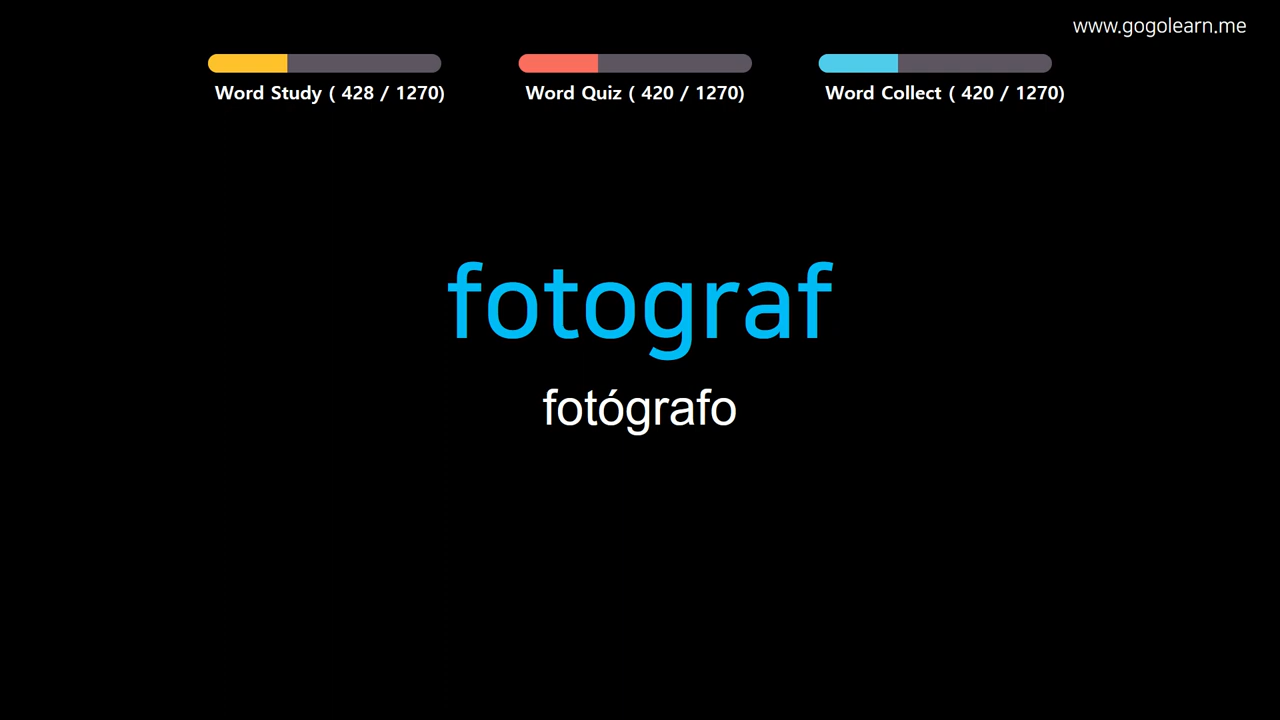 www.gogolearn.me
Word Study ( 428 / 1270)
Word Quiz ( 420 / 1270)
Word Collect ( 420 / 1270)
fotograf
fotógrafo